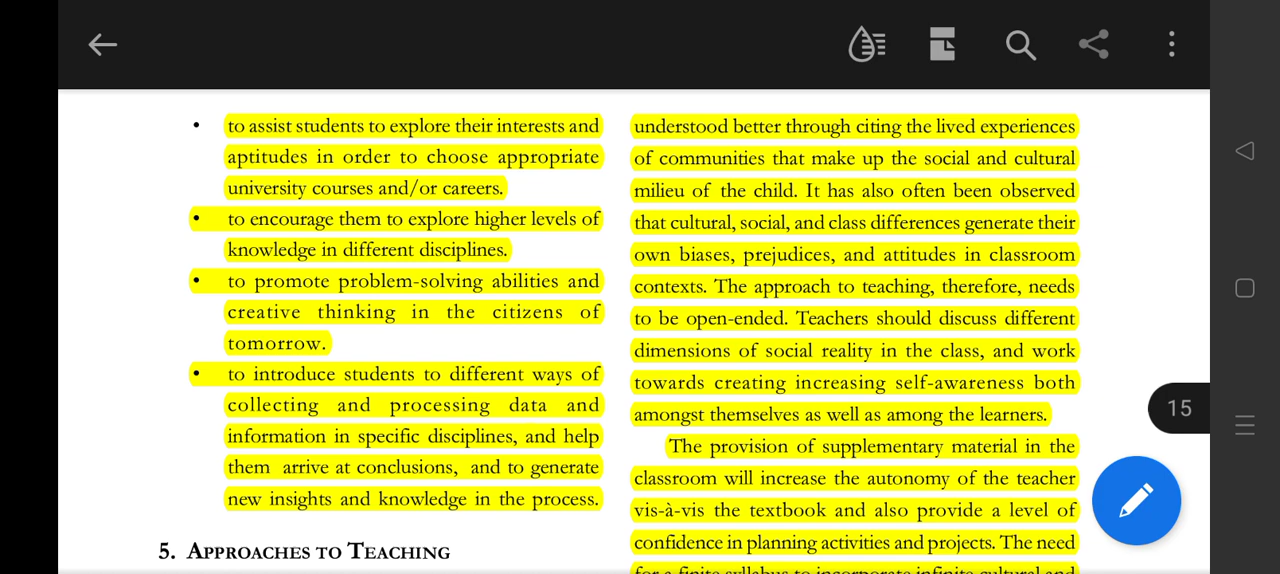 • to assist students to explore their interests and
aptitudes in order to choose appropriate
university courses and/or careers.
• to encourage them to explore higher levels of
knowledge in different disciplines.
• to promote problem-solving abilities and
creative thinking in the citizens of
tomorrow.
• to introduce students to different ways of
collecting and processing data and
information in specific disciplines, and help
them arrive at conclusions, and to generate
new insights and knowledge in the process.
5. APPROACHES TO TEACHING
understood better through citing the lived experiences
of communities that make up the social and cultural
milieu of the child. It has also often been observed
that cultural, social, and class differences generate their
own biases, prejudices, and attitudes in classroom
contexts. The approach to teaching, therefore, needs
to be open-ended. Teachers should discuss different
dimensions of social reality in the class, and work
towards creating increasing self-awareness both
amongst themselves as well as among the learners.
The provision of supplementary material in the
classroom will increase the autonomy of the teacher
vis-à-vis the textbook and also provide a level of
confidence in planning activities and projects. The need
for a finite syllabus to incorporate infinite cultural and
15